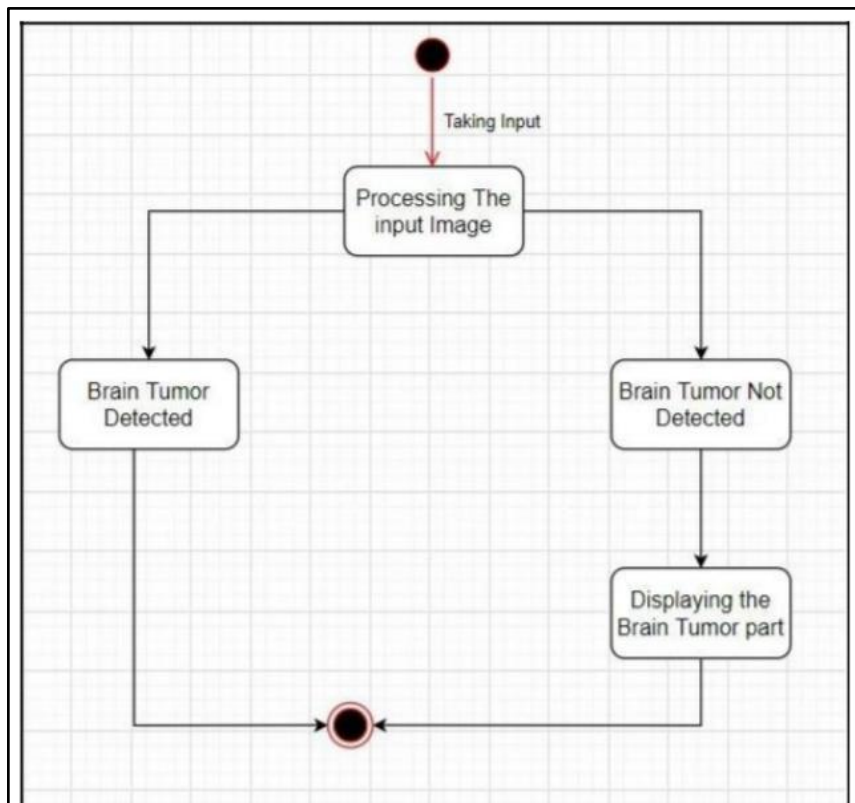 Taking Input
Processing The
input Image
Brain Tumor
Detected
Brain Tumor Not
Detected
Displaying the
Brain Tumor part